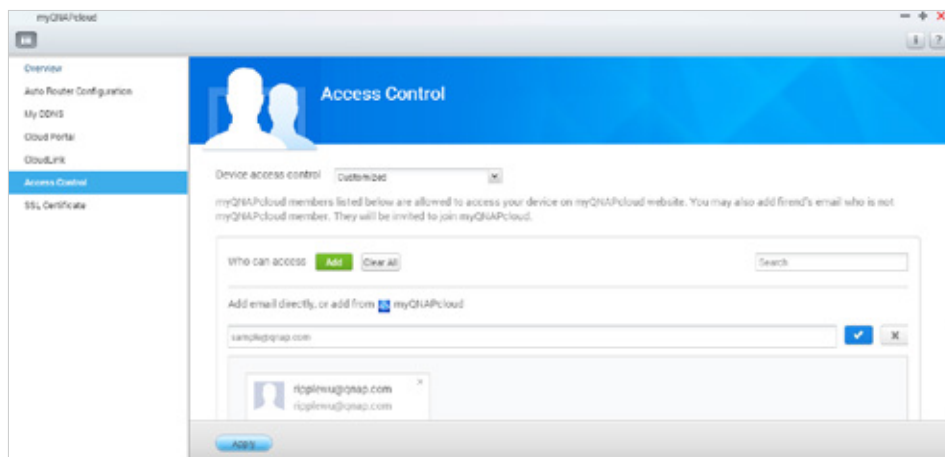 myQNAPcloud
Overview
Auto Router Configuration
My DDNS
Cloud Portal
CloudLink
Access Control
SSL Certificate
Access Control
Device access control Customized
myQNAPcloud members listed below are allowed to access your device on myQNAPcloud website. You may also add firend's email who is not
myQNAPcloud member. They will be invited to join myQNAPcloud.
Who can access Add Clear All Search
Add email directly, or add from myQNAPcloud
sample@qnap.com
ripplewu@qnap.com
ripplewu@qnap.com
Apply